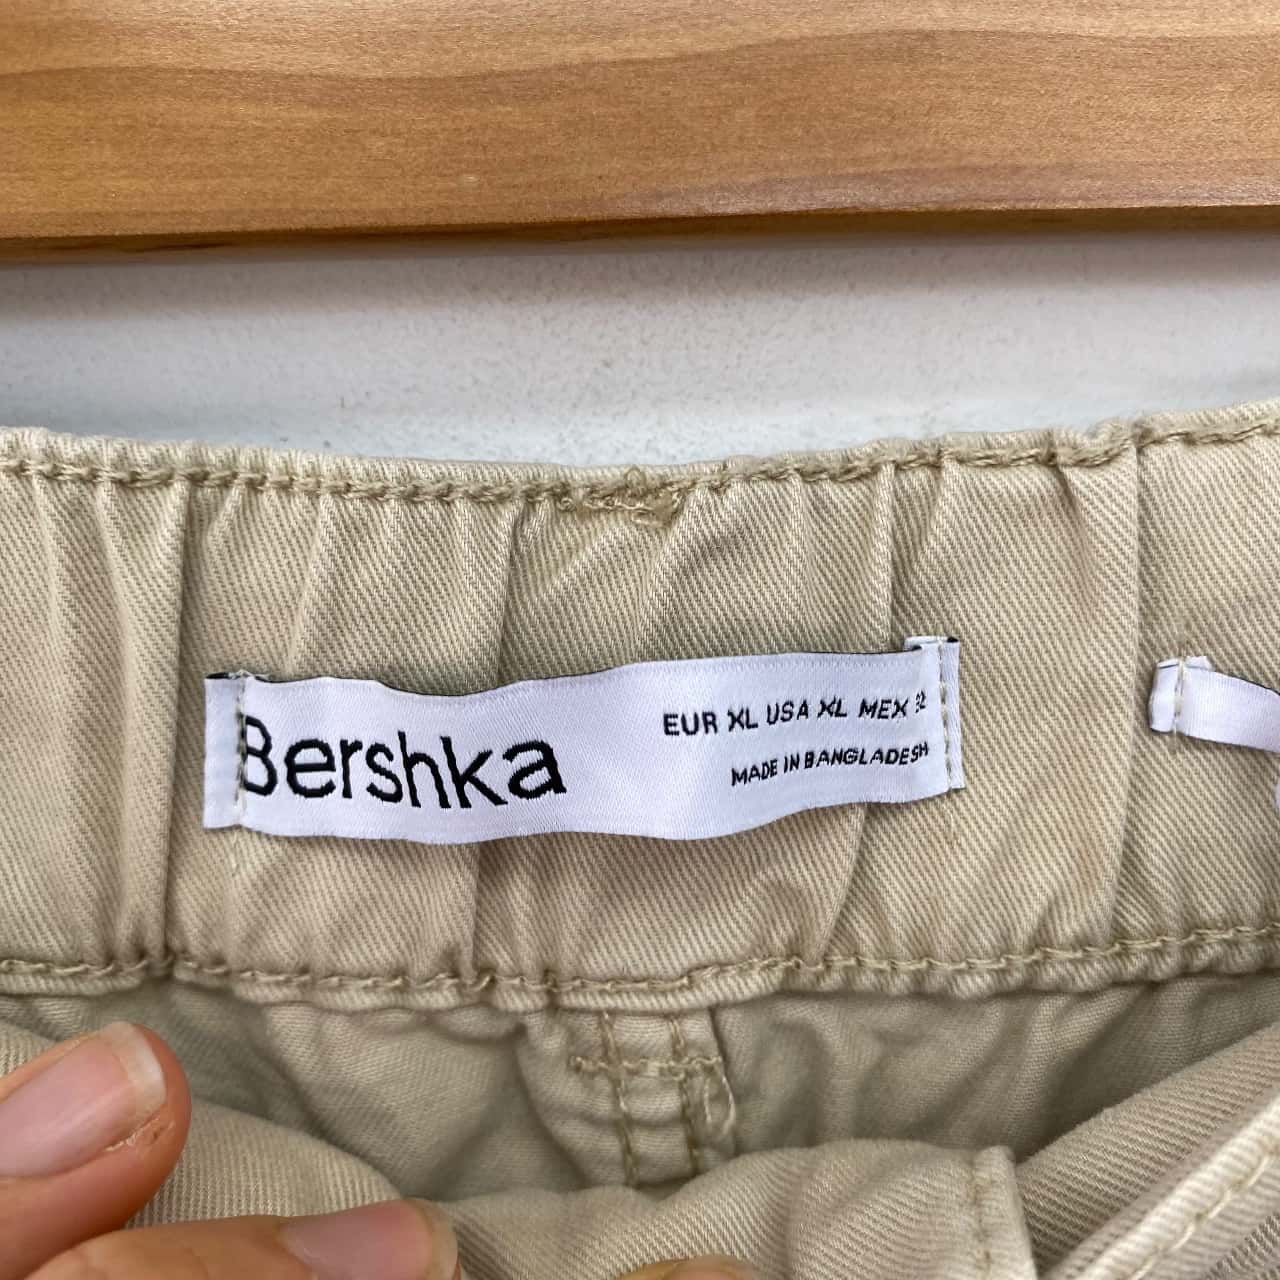 Bershka
EUR XL USA XL MEX 32
MADE IN BANGLADESH